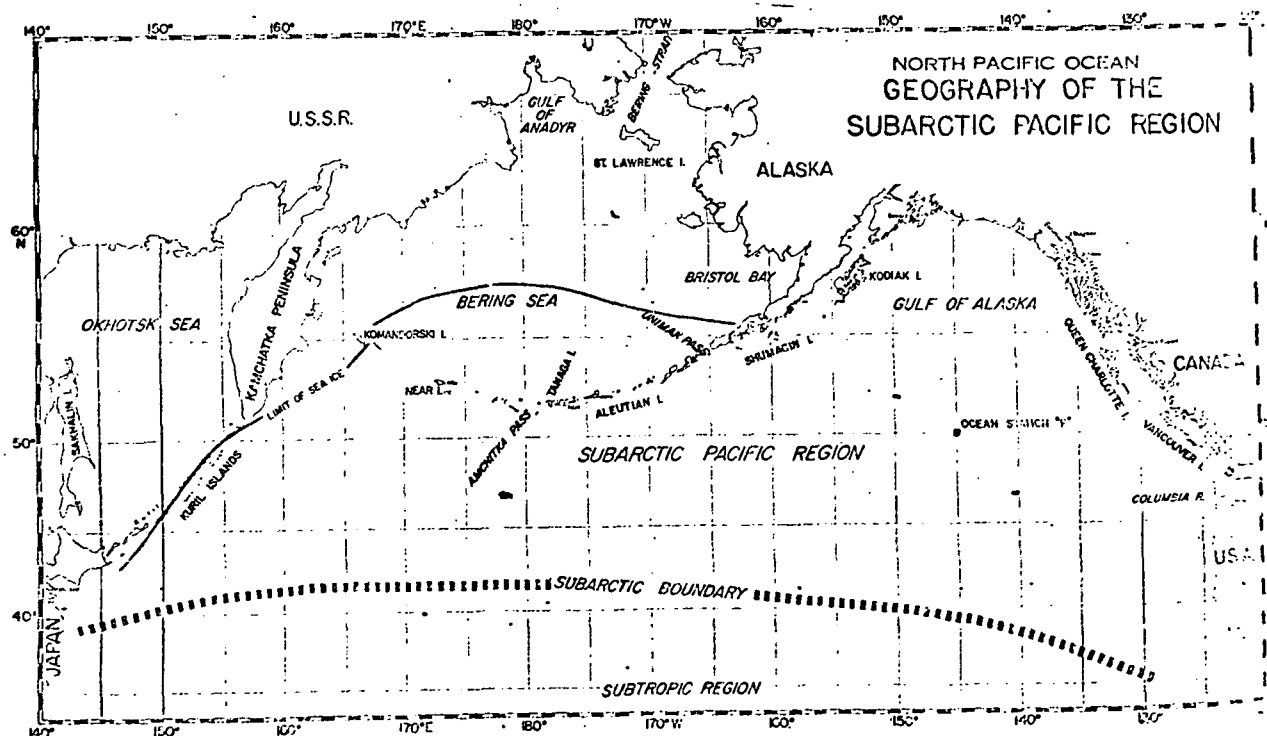 140° 150° 160° 170°E 180° 170°W 160° 150° 140° 130°
NORTH PACIFIC OCEAN
GEOGRAPHY OF THE
SUBARCTIC PACIFIC REGION
U.S.S.R.
GULF
OF
ANADYR
BERING STRAIT
ST. LAWRENCE I.
ALASKA
60°
N
KAMCHATKA PENINSULA
OKHOTSK SEA
BERING SEA
BRISTOL BAY
KODIAK I.
GULF OF ALASKA
KOMANDORSKI I.
UNIMAK PASS
SHUMAGIN I.
QUEEN CHARLOTTE I.
CANADA
SAKHALIN I.
LIMIT OF SEA ICE
NEAR I.
TANAGA I.
ALEUTIAN I.
AMCHITKA PASS
OCEAN STATION "P"
VANCOUVER I.
50°
SUBARCTIC PACIFIC REGION
KURIL ISLANDS
COLUMBIA R.
USA
SUBARCTIC BOUNDARY
40°
JAPAN
SUBTROPIC REGION
140° 150° 160° 170°E 180° 170°W 160° 150° 140° 130°